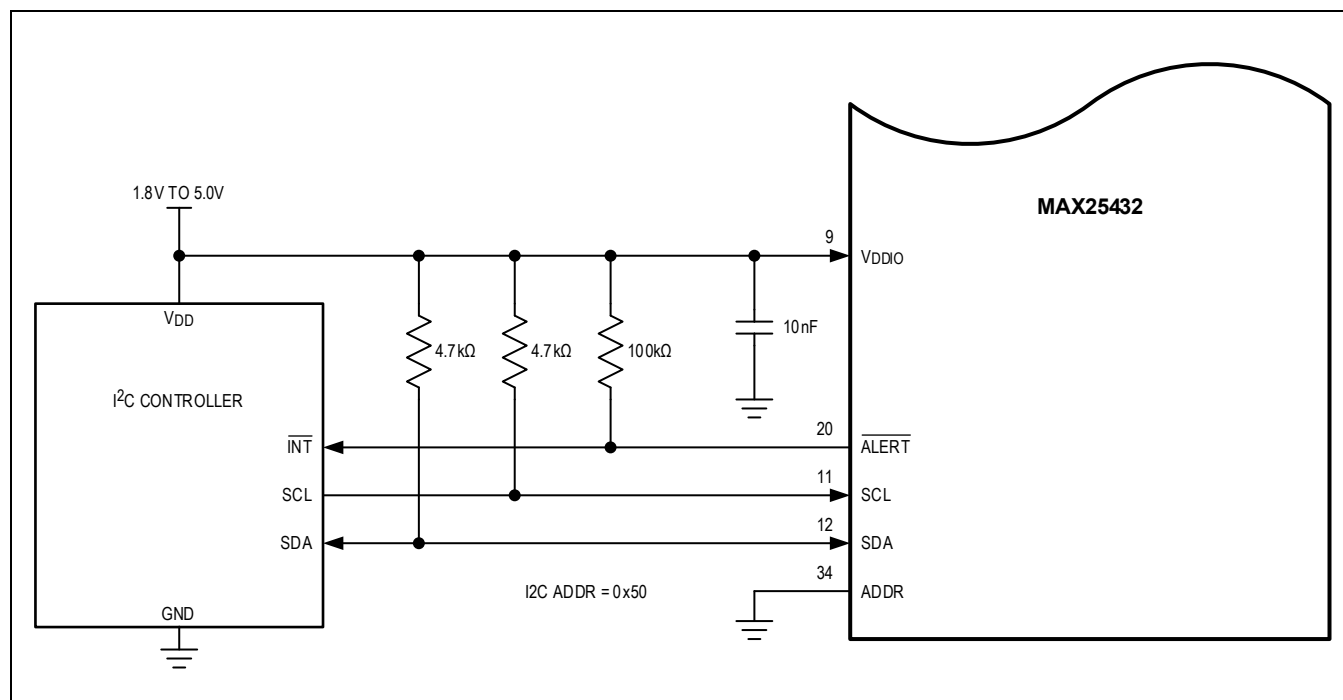 1.8V TO 5.0V
MAX25432
9
VDDIO
VDD
4.7kΩ
4.7kΩ
100kΩ
10nF
I2C CONTROLLER
20
INT
ALERT
11
SCL
SCL
12
SDA
SDA
34
I2C ADDR = 0x50
ADDR
GND